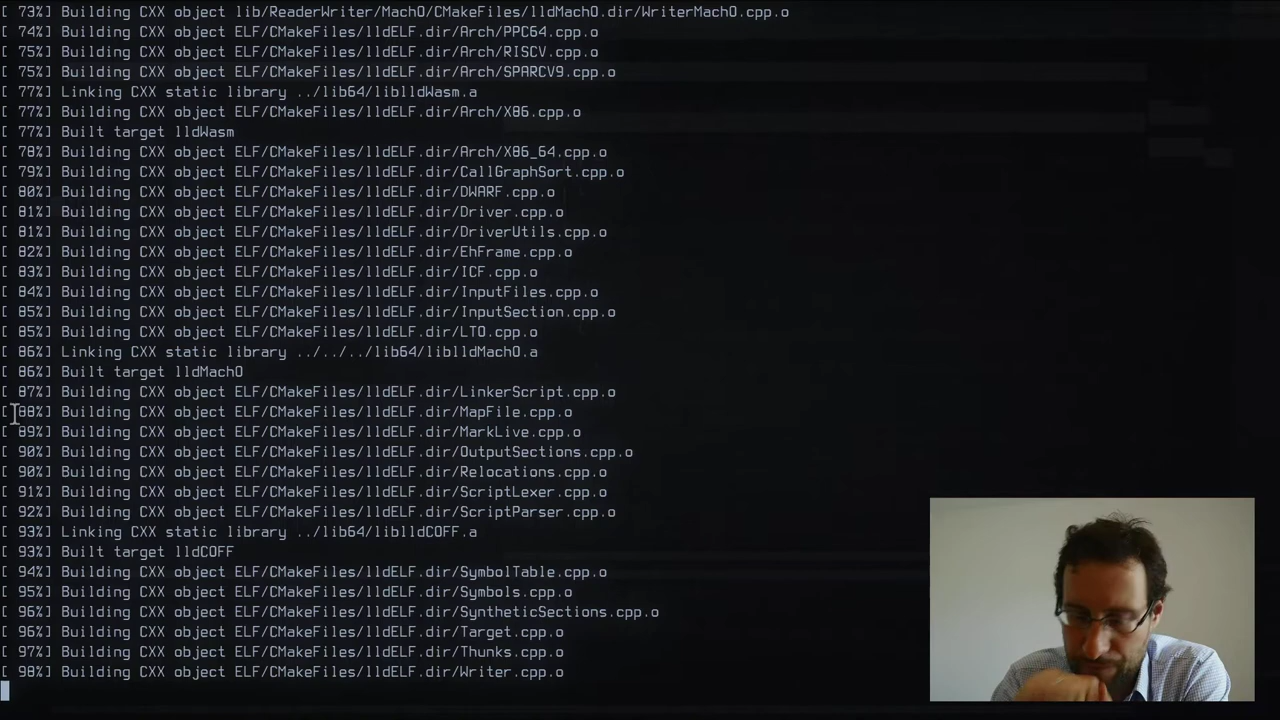 [ 73%] Building CXX object lib/ReaderWriter/MachO/CMakeFiles/lldMachO.dir/WriterMachO.cpp.o
[ 74%] Building CXX object ELF/CMakeFiles/lldELF.dir/Arch/PPC64.cpp.o
[ 75%] Building CXX object ELF/CMakeFiles/lldELF.dir/Arch/RISCV.cpp.o
[ 75%] Building CXX object ELF/CMakeFiles/lldELF.dir/Arch/SPARCV9.cpp.o
[ 77%] Linking CXX static library ../lib64/liblldWasm.a
[ 77%] Building CXX object ELF/CMakeFiles/lldELF.dir/Arch/X86.cpp.o
[ 77%] Built target lldWasm
[ 78%] Building CXX object ELF/CMakeFiles/lldELF.dir/Arch/X86_64.cpp.o
[ 79%] Building CXX object ELF/CMakeFiles/lldELF.dir/CallGraphSort.cpp.o
[ 80%] Building CXX object ELF/CMakeFiles/lldELF.dir/DWARF.cpp.o
[ 81%] Building CXX object ELF/CMakeFiles/lldELF.dir/Driver.cpp.o
[ 81%] Building CXX object ELF/CMakeFiles/lldELF.dir/DriverUtils.cpp.o
[ 82%] Building CXX object ELF/CMakeFiles/lldELF.dir/EhFrame.cpp.o
[ 83%] Building CXX object ELF/CMakeFiles/lldELF.dir/ICF.cpp.o
[ 84%] Building CXX object ELF/CMakeFiles/lldELF.dir/InputFiles.cpp.o
[ 85%] Building CXX object ELF/CMakeFiles/lldELF.dir/InputSection.cpp.o
[ 85%] Building CXX object ELF/CMakeFiles/lldELF.dir/LTO.cpp.o
[ 86%] Linking CXX static library ../../../lib64/liblldMachO.a
[ 86%] Built target lldMachO
[ 87%] Building CXX object ELF/CMakeFiles/lldELF.dir/LinkerScript.cpp.o
[ 88%] Building CXX object ELF/CMakeFiles/lldELF.dir/MapFile.cpp.o
[ 89%] Building CXX object ELF/CMakeFiles/lldELF.dir/MarkLive.cpp.o
[ 90%] Building CXX object ELF/CMakeFiles/lldELF.dir/OutputSections.cpp.o
[ 90%] Building CXX object ELF/CMakeFiles/lldELF.dir/Relocations.cpp.o
[ 91%] Building CXX object ELF/CMakeFiles/lldELF.dir/ScriptLexer.cpp.o
[ 92%] Building CXX object ELF/CMakeFiles/lldELF.dir/ScriptParser.cpp.o
[ 93%] Linking CXX static library ../lib64/liblldCOFF.a
[ 93%] Built target lldCOFF
[ 94%] Building CXX object ELF/CMakeFiles/lldELF.dir/SymbolTable.cpp.o
[ 95%] Building CXX object ELF/CMakeFiles/lldELF.dir/Symbols.cpp.o
[ 96%] Building CXX object ELF/CMakeFiles/lldELF.dir/SyntheticSections.cpp.o
[ 96%] Building CXX object ELF/CMakeFiles/lldELF.dir/Target.cpp.o
[ 97%] Building CXX object ELF/CMakeFiles/lldELF.dir/Thunks.cpp.o
[ 98%] Building CXX object ELF/CMakeFiles/lldELF.dir/Writer.cpp.o